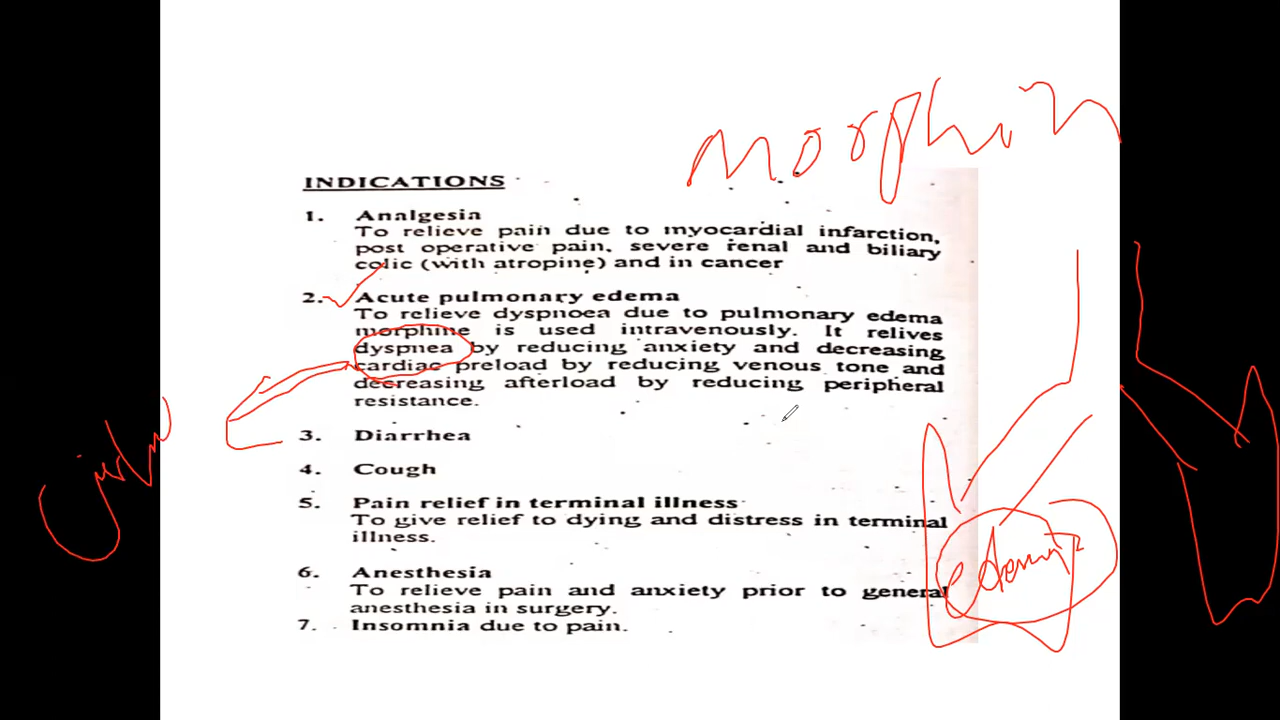 morphin
INDICATIONS
1. Analgesia
To relieve pain due to myocardial infarction,
post operative pain, severe renal and biliary
colic (with atropine) and in cancer
2. Acute pulmonary edema
To relieve dyspnoea due to pulmonary edema
morphine is used intravenously. It relives
dyspnea by reducing anxiety and decreasing
cardiac preload by reducing venous tone and
decreasing afterload by reducing peripheral
resistance.
3. Diarrhea
4. Cough
5. Pain relief in terminal illness
To give relief to dying and distress in terminal
illness.
6. Anesthesia
To relieve pain and anxiety prior to general
anesthesia in surgery.
7. Insomnia due to pain.